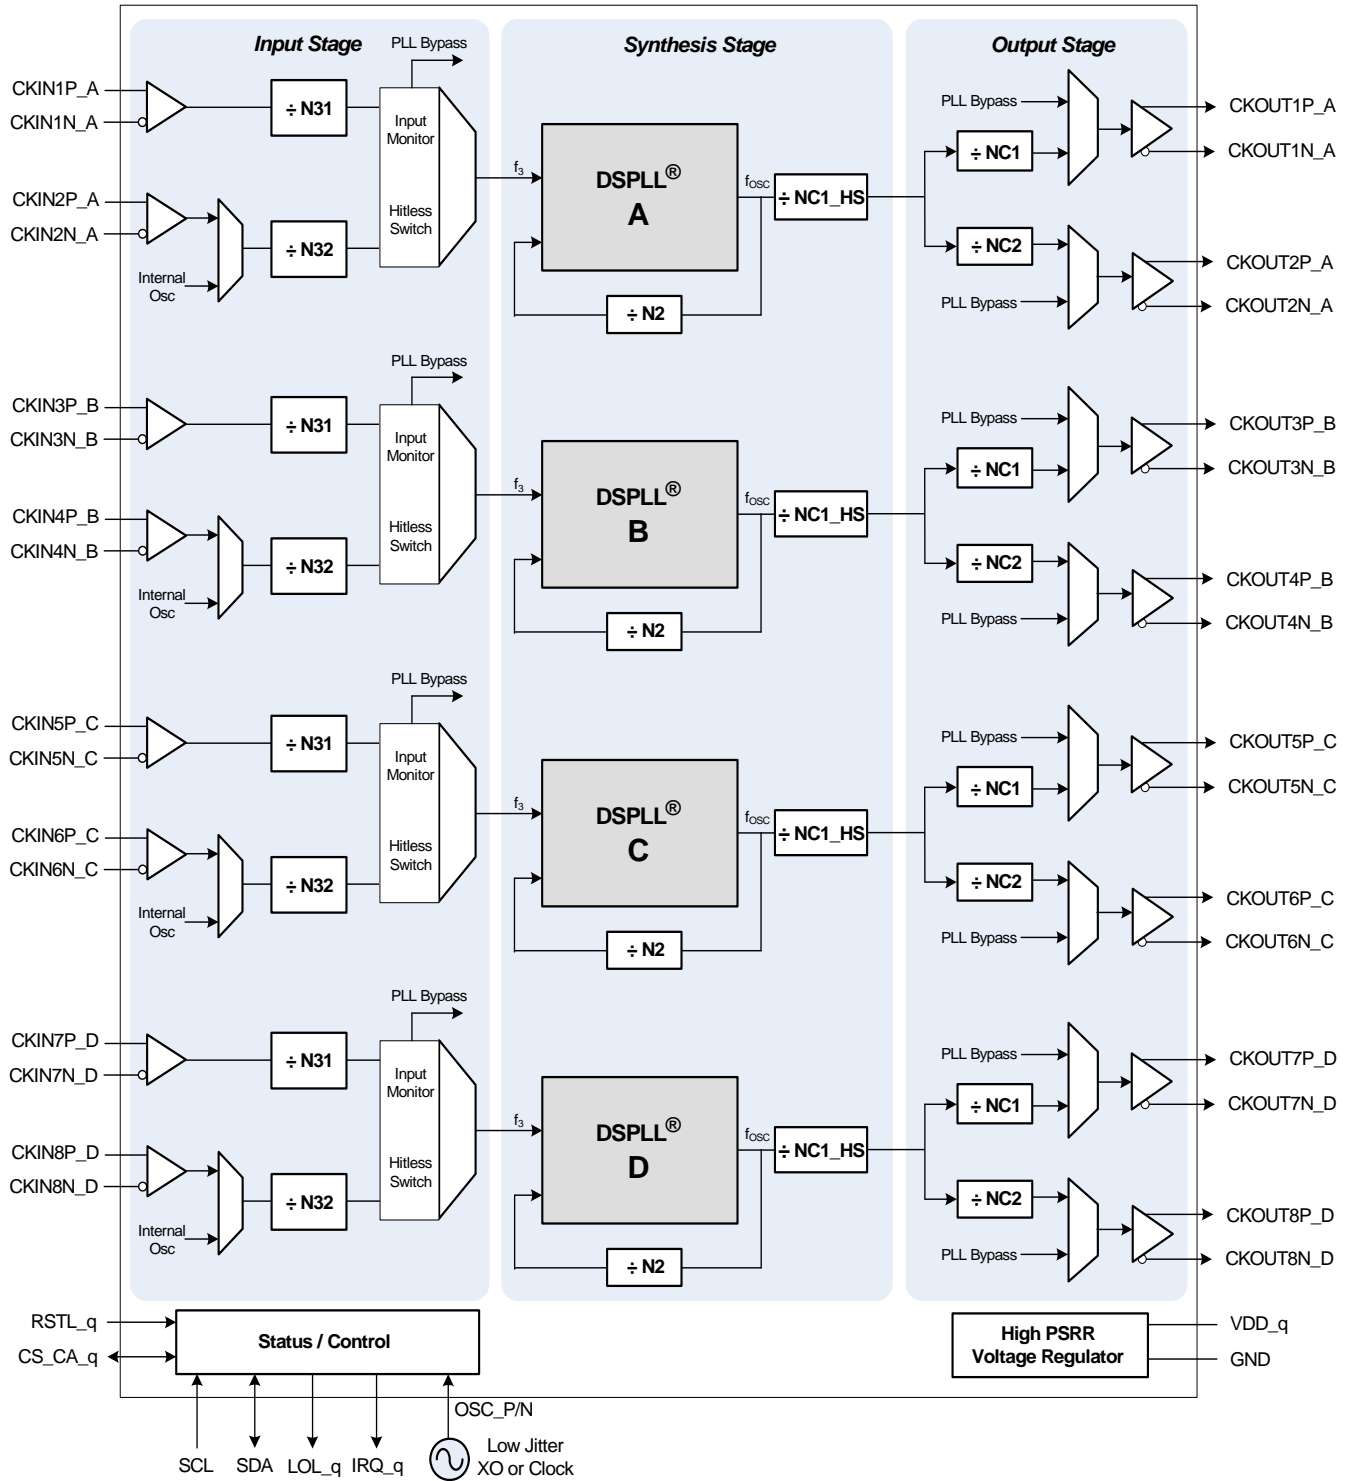 Input Stage
Synthesis Stage
Output Stage
PLL Bypass
CKIN1P_A
CKIN1N_A
÷ N31
Input
Monitor
CKIN2P_A
CKIN2N_A
Internal
Osc
÷ N32
Hitless
Switch
f3
DSPLL®
A
fOSC
÷ NC1_HS
÷ N2
PLL Bypass
÷ NC1
CKOUT1P_A
CKOUT1N_A
÷ NC2
PLL Bypass
CKOUT2P_A
CKOUT2N_A
PLL Bypass
CKIN3P_B
CKIN3N_B
÷ N31
Input
Monitor
CKIN4P_B
CKIN4N_B
Internal
Osc
÷ N32
Hitless
Switch
f3
DSPLL®
B
fOSC
÷ NC1_HS
÷ N2
PLL Bypass
÷ NC1
CKOUT3P_B
CKOUT3N_B
÷ NC2
PLL Bypass
CKOUT4P_B
CKOUT4N_B
PLL Bypass
CKIN5P_C
CKIN5N_C
÷ N31
Input
Monitor
CKIN6P_C
CKIN6N_C
Internal
Osc
÷ N32
Hitless
Switch
f3
DSPLL®
C
fOSC
÷ NC1_HS
÷ N2
PLL Bypass
÷ NC1
CKOUT5P_C
CKOUT5N_C
÷ NC2
PLL Bypass
CKOUT6P_C
CKOUT6N_C
PLL Bypass
CKIN7P_D
CKIN7N_D
÷ N31
Input
Monitor
CKIN8P_D
CKIN8N_D
Internal
Osc
÷ N32
Hitless
Switch
f3
DSPLL®
D
fOSC
÷ NC1_HS
÷ N2
PLL Bypass
÷ NC1
CKOUT7P_D
CKOUT7N_D
÷ NC2
PLL Bypass
CKOUT8P_D
CKOUT8N_D
RSTL_q
CS_CA_q
Status / Control
High PSRR
Voltage Regulator
VDD_q
GND
SCL
SDA
LOL_q
IRQ_q
OSC_P/N
Low Jitter
XO or Clock